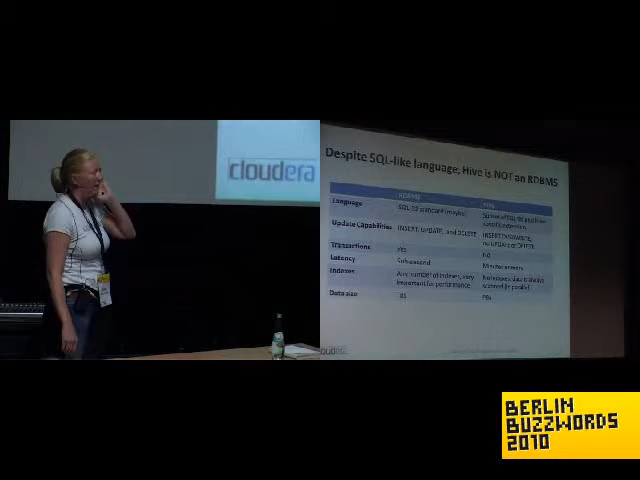 cloudera
Despite SQL-like language, Hive is NOT an RDBMS
RDBMS
Language
SQL-92 standard (maybe)
Subset of SQL-92 plus Hive
specific extension
Update Capabilities
INSERT, UPDATE, and DELETE
INSERT OVERWRITE,
no UPDATE or DELETE
Transactions
Yes
No
Latency
Sub-second
Minutes or more
Indexes
Any number of indexes, very
important for performance
No indexes, data is always
scanned (in parallel)
Data size
TBs
PBs
BERLIN
BUZZWORDS
2010